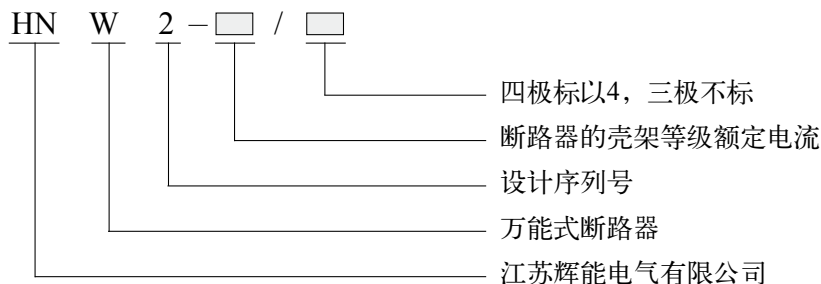 HN W 2 – /
四极标以4，三极不标
断路器的壳架等级额定电流
设计序列号
万能式断路器
江苏辉能电气有限公司